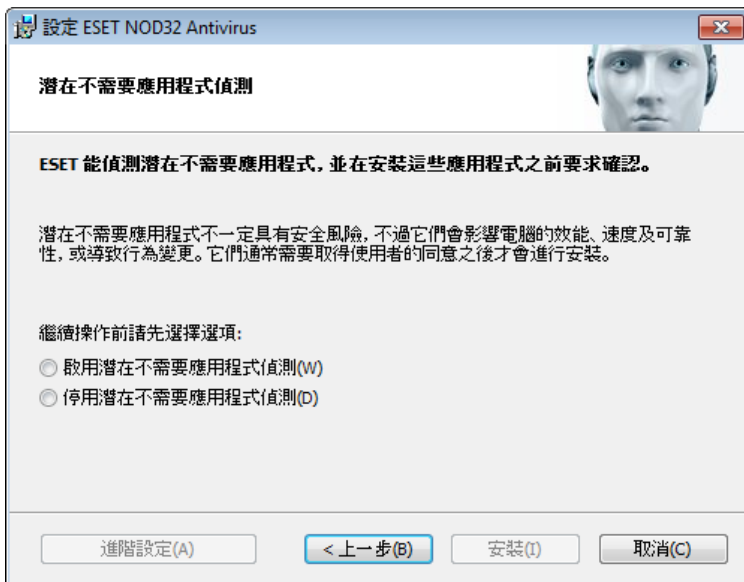 設定 ESET NOD32 Antivirus
潛在不需要應用程式偵測
ESET 能偵測潛在不需要應用程式，並在安裝這些應用程式之前要求確認。
潛在不需要應用程式不一定具有安全風險，不過它們會影響電腦的效能、速度及可靠
性，或導致行為變更。它們通常需要取得使用者的同意之後才會進行安裝。
繼續操作前請先選擇選項:
啟用潛在不需要應用程式偵測(W)
停用潛在不需要應用程式偵測(D)
進階設定(A) < 上一步(B) 安裝(I) 取消(C)